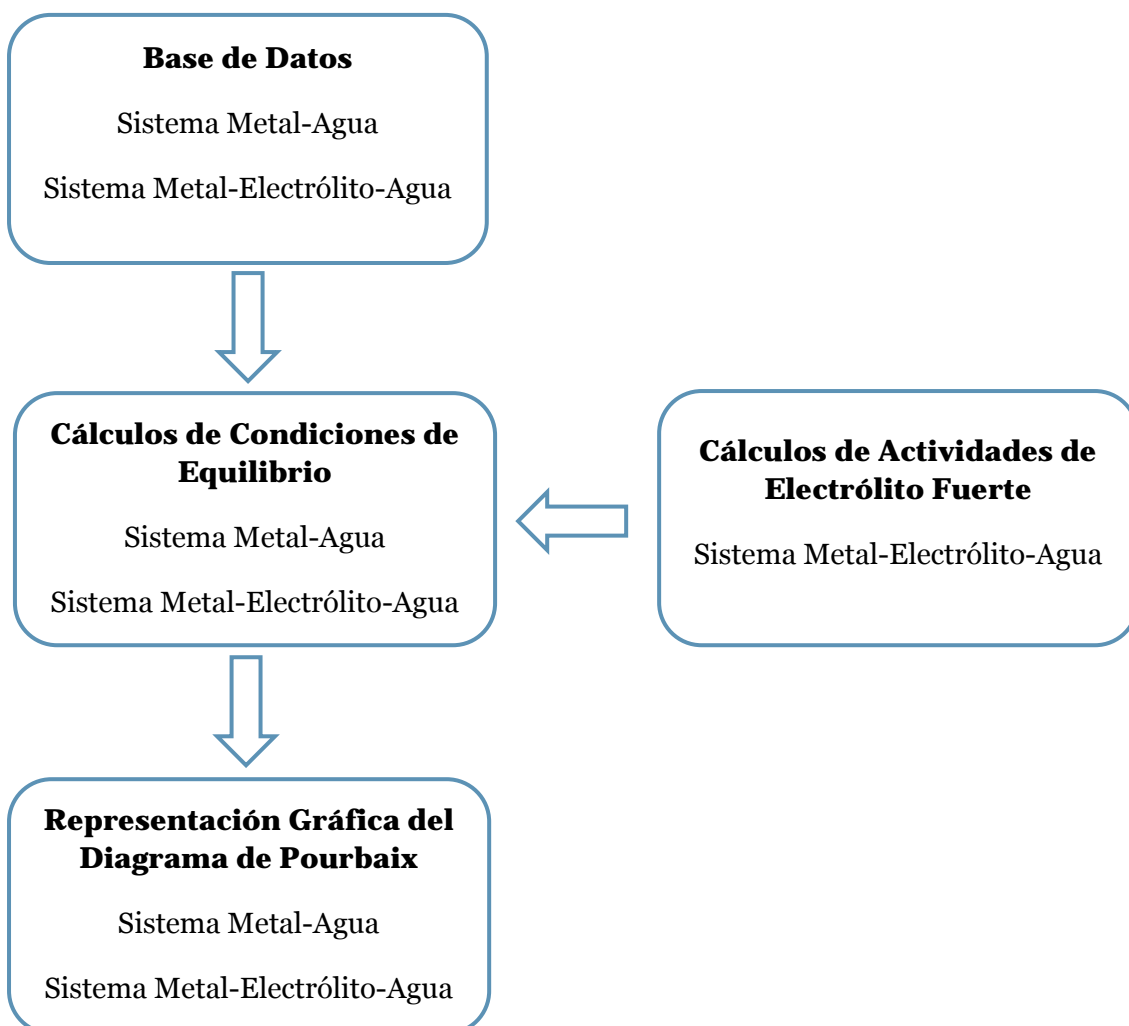 Base de Datos
Sistema Metal-Agua
Sistema Metal-Electrólito-Agua
Cálculos de Condiciones de
Equilibrio
Sistema Metal-Agua
Sistema Metal-Electrólito-Agua
Cálculos de Actividades de
Electrólito Fuerte
Sistema Metal-Electrólito-Agua
Representación Gráfica del
Diagrama de Pourbaix
Sistema Metal-Agua
Sistema Metal-Electrólito-Agua